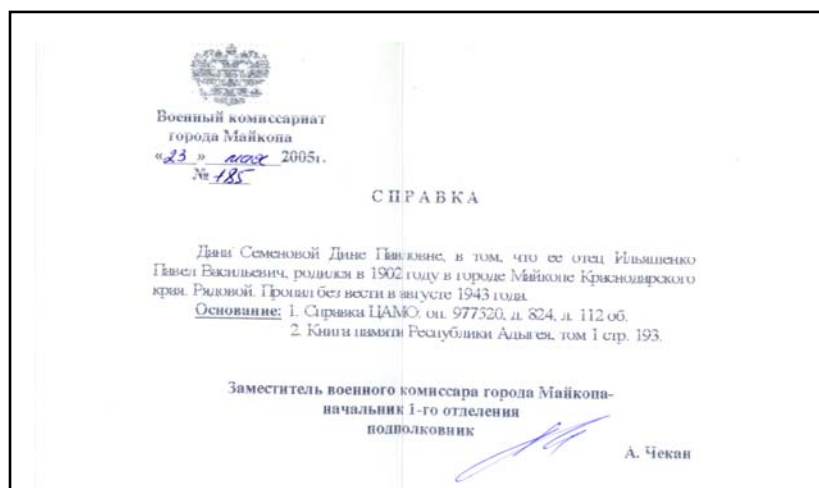 Военный комиссариат
города Майкопа
«23» мая 2005г.
№ 185
СПРАВКА
Дана Семеновой Дине Павловне, в том, что ее отец Ильяшенко
Павел Васильевич, родился в 1902 году в городе Майкопе Краснодарского
края. Рядовой. Пропал без вести в августе 1943 года.
Основание: 1. Справка ЦАМО: оп. 977520, д. 824, л. 112 об.
2. Книга памяти Республики Адыгея, том 1 стр. 193.
Заместитель военного комиссара города Майкопа-
начальник 1-го отделения
подполковник
А. Чекан